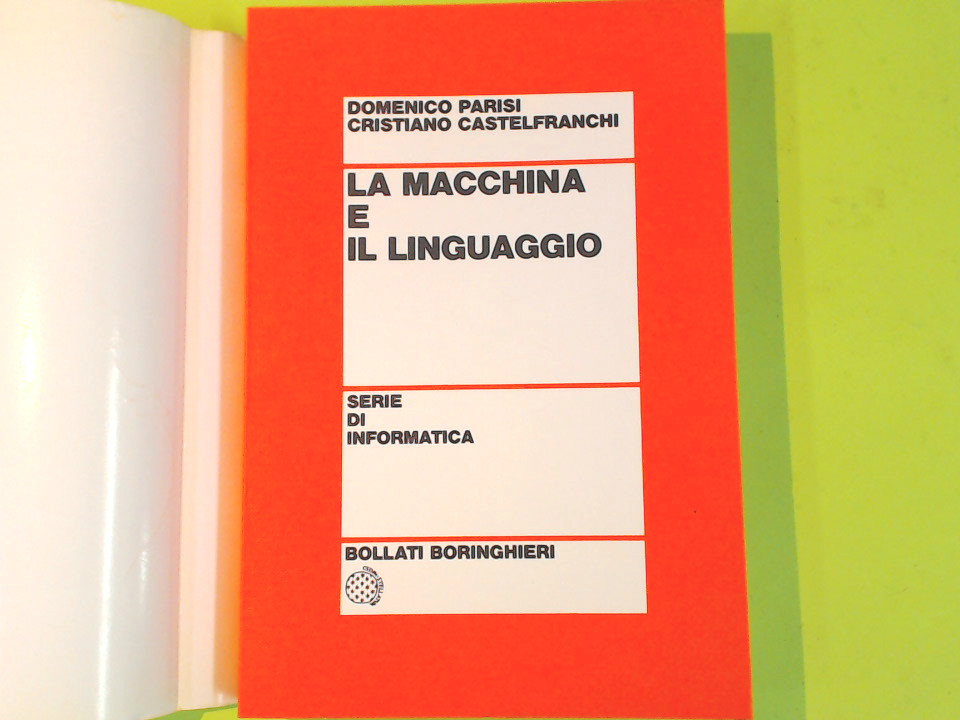 DOMENICO PARISI
CRISTIANO CASTELFRANCHI
LA MACCHINA
E
IL LINGUAGGIO
SERIE
DI
INFORMATICA
BOLLATI BORINGHIERI